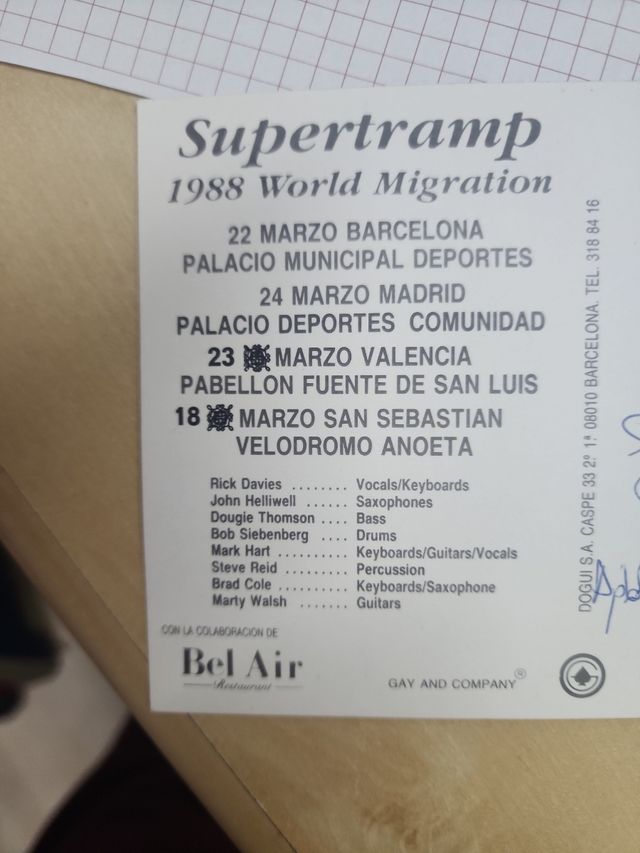 Supertramp
1988 World Migration
22 MARZO BARCELONA
PALACIO MUNICIPAL DEPORTES
24 MARZO MADRID
PALACIO DEPORTES COMUNIDAD
23 MARZO VALENCIA
PABELLON FUENTE DE SAN LUIS
18 MARZO SAN SEBASTIAN
VELODROMO ANOETA
Rick Davies ........ Vocals/Keyboards
John Helliwell ...... Saxophones
Dougie Thomson .... Bass
Bob Siebenberg .... Drums
Mark Hart .......... Keyboards/Guitars/Vocals
Steve Reid .......... Percussion
Brad Cole .......... Keyboards/Saxophone
Marty Walsh ....... Guitars
CON LA COLABORACION DE
Bel Air
Restaurant
GAY AND COMPANY®
DOGUI S.A. CASPE 33 2º 1ª 08010 BARCELONA. TEL. 318 84 16